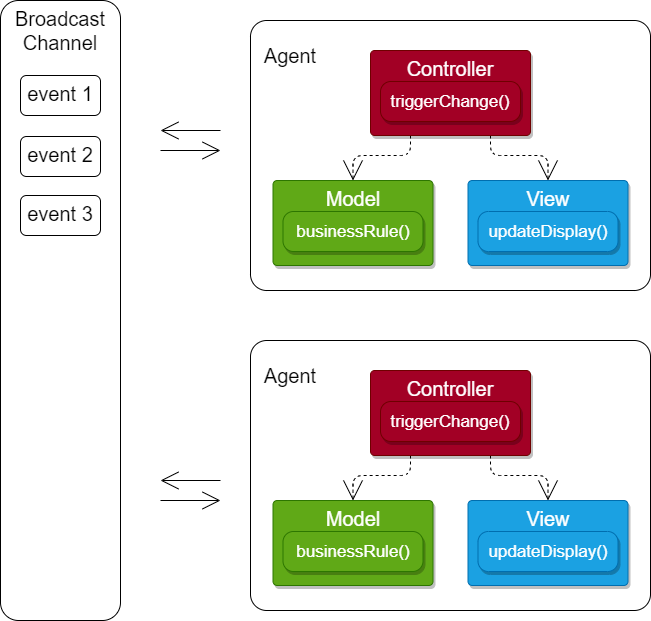 Broadcast
Channel
event 1
event 2
event 3
Agent
Controller
triggerChange()
Model
businessRule()
View
updateDisplay()
Agent
Controller
triggerChange()
Model
businessRule()
View
updateDisplay()